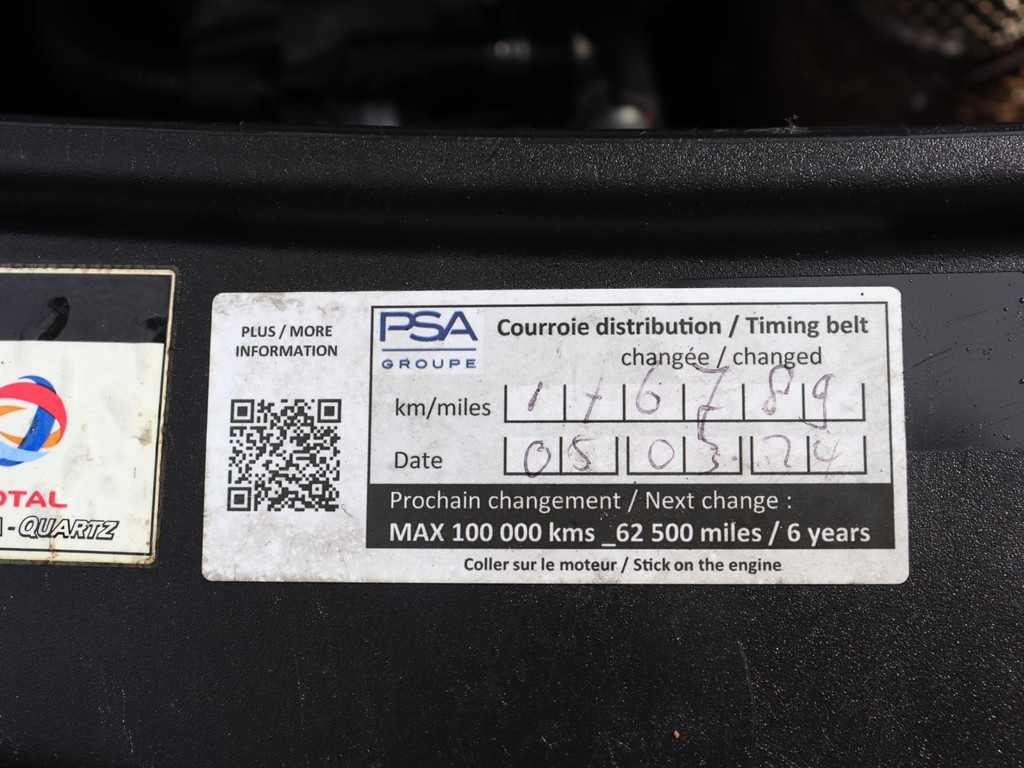 PLUS / MORE
INFORMATION
PSA
GROUPE
Courroie distribution / Timing belt
changée / changed
km/miles
Date 05 03 24
Prochain changement / Next change :
MAX 100 000 kms _62 500 miles / 6 years
Coller sur le moteur / Stick on the engine
OTAL
-QUARTZ